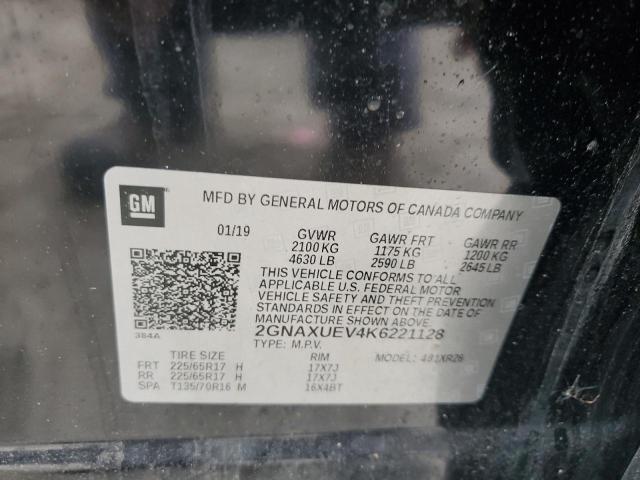 GM
MFD BY GENERAL MOTORS OF CANADA COMPANY
01/19 GVWR GAWR FRT GAWR RR
2100 KG 1175 KG 1200 KG
4630 LB 2590 LB 2645 LB
THIS VEHICLE CONFORMS TO ALL
APPLICABLE U.S. FEDERAL MOTOR
VEHICLE SAFETY AND THEFT PREVENTION
STANDARDS IN EFFECT ON THE DATE OF
MANUFACTURE SHOWN ABOVE.
384A
2GNAXUEV4K6221128
TYPE: M.P.V. MODEL: 481XR26
TIRE SIZE RIM
FRT 225/65R17 H 17X7J
RR 225/65R17 H 17X7J
SPA T135/70R16 M 16X4BT